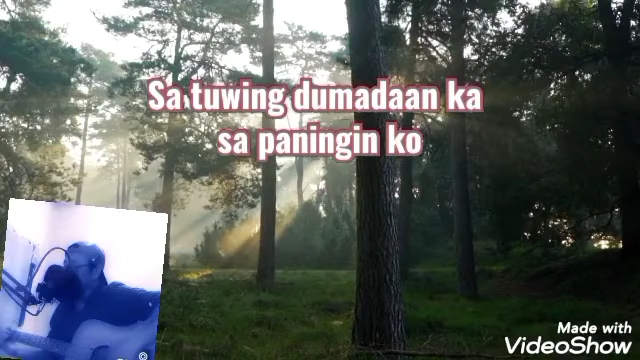 Sa tuwing dumadaan ka
sa paningin ko
Made with
VideoShow